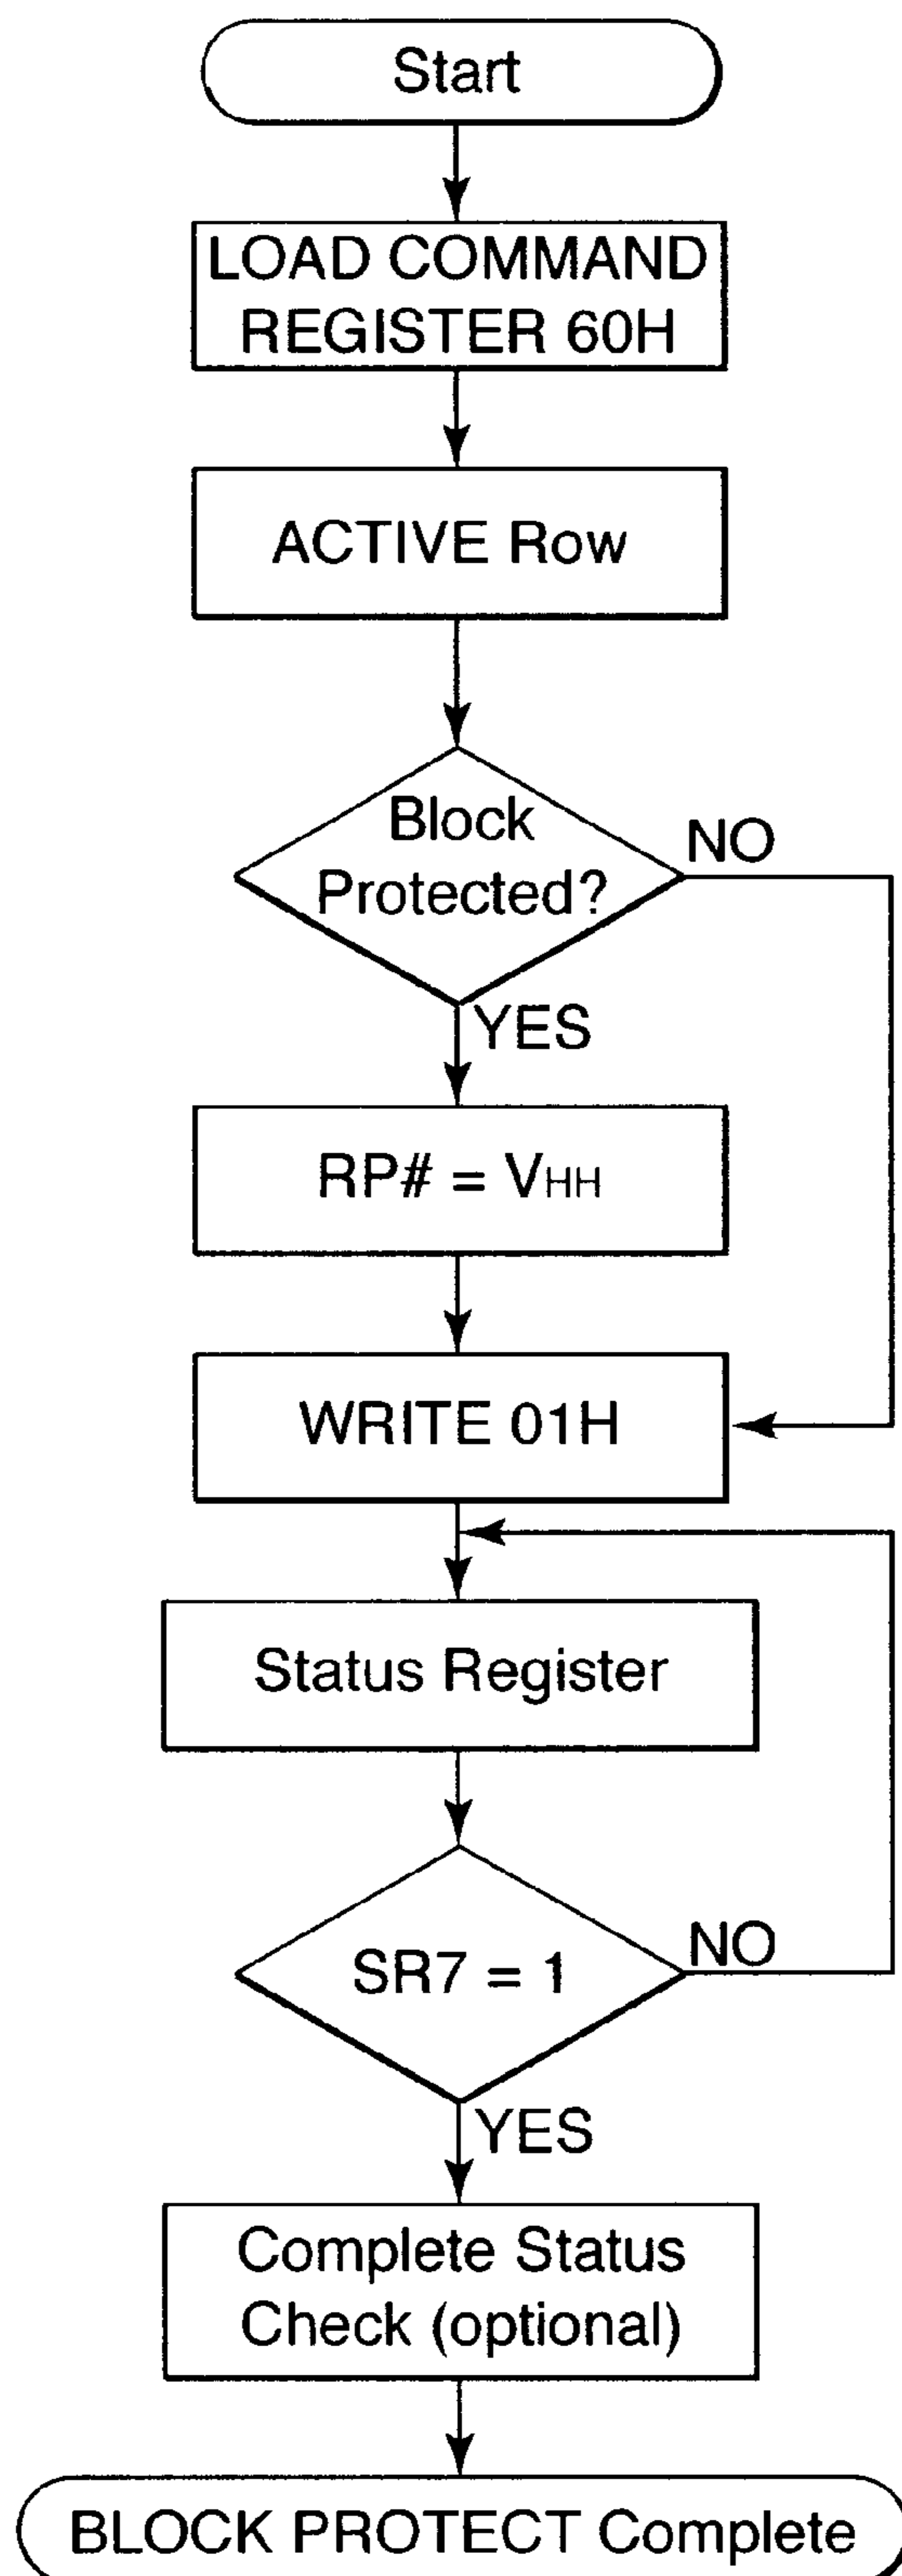 Start
LOAD COMMAND
REGISTER 60H
ACTIVE Row
Block
Protected?
NO
YES
RP# = VHH
WRITE 01H
Status Register
SR7 = 1
NO
YES
Complete Status
Check (optional)
BLOCK PROTECT Complete